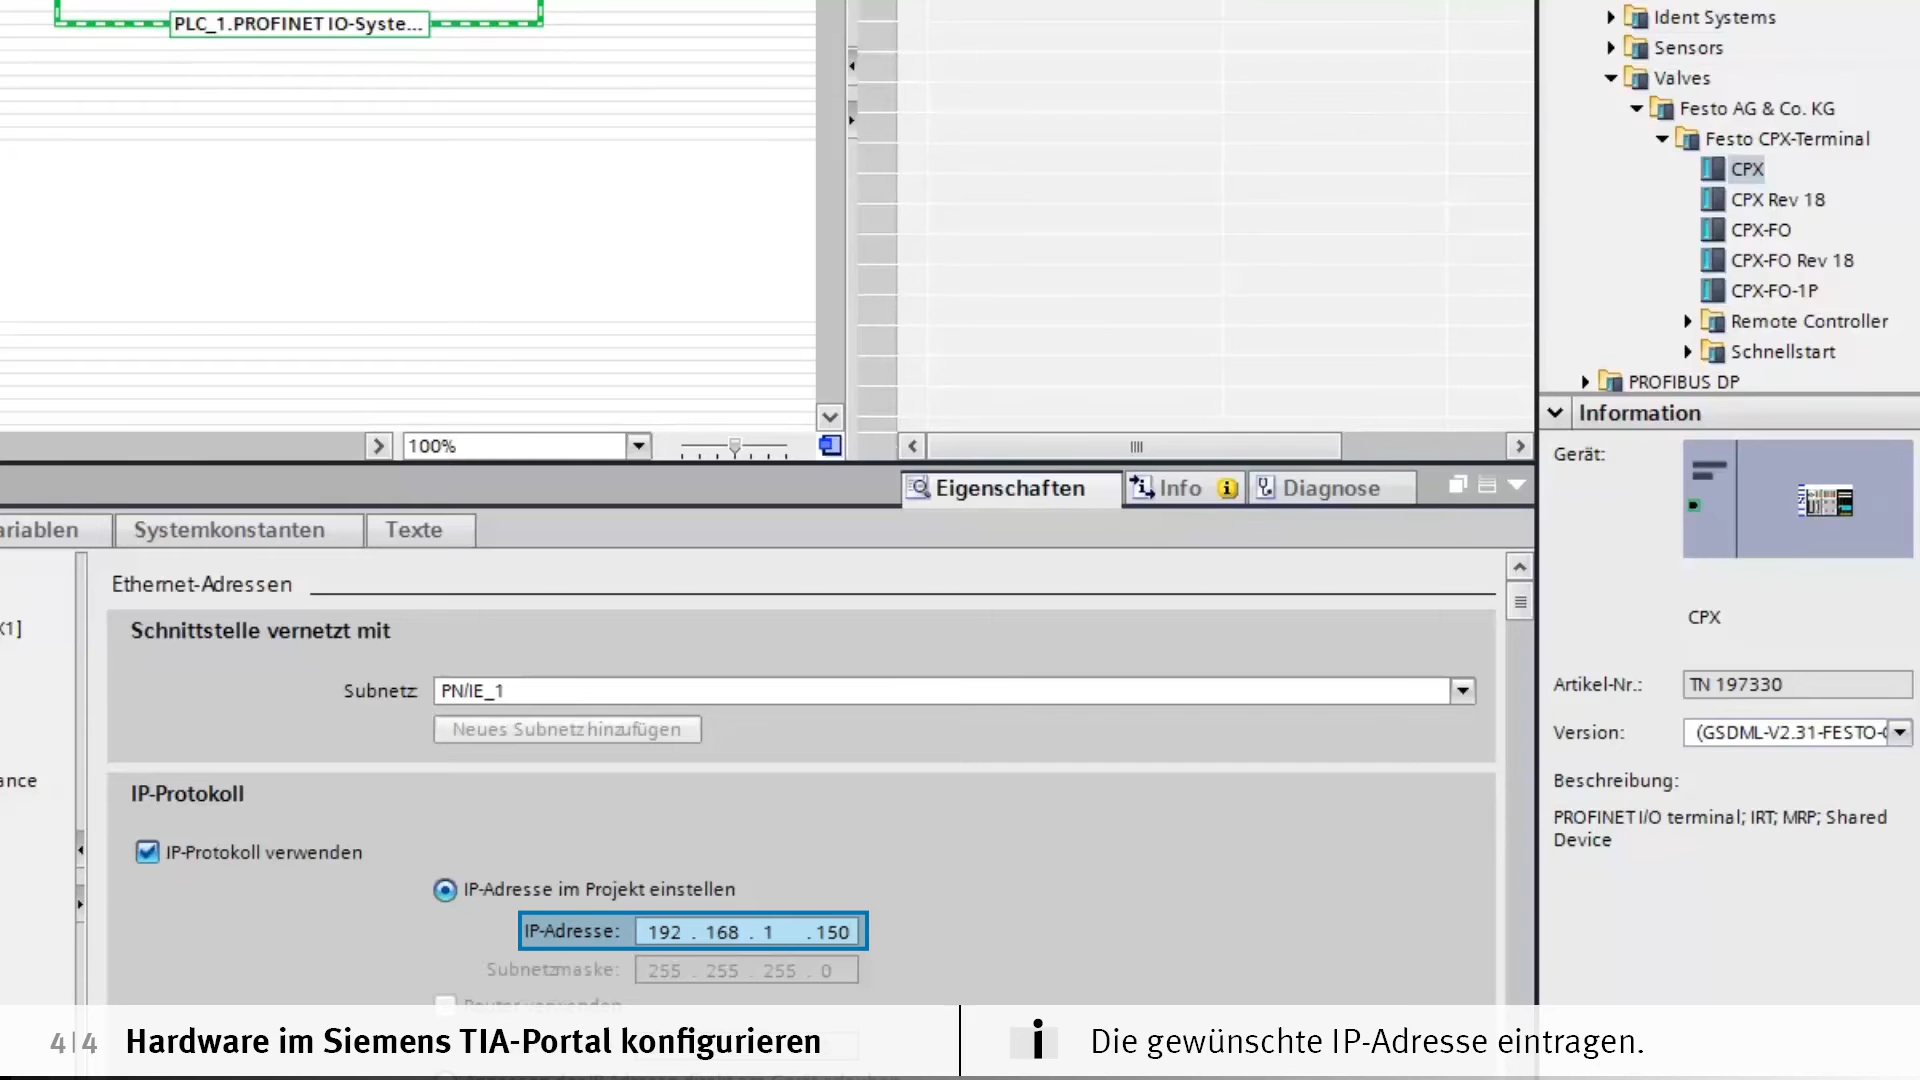 PLC_1.PROFINET IO-Syste...
Ident Systems
Sensors
Valves
Festo AG & Co. KG
Festo CPX-Terminal
CPX
CPX Rev 18
CPX-FO
CPX-FO Rev 18
CPX-FO-1P
Remote Controller
Schnellstart
PROFIBUS DP
100%
Information
Gerät:
CPX
Artikel-Nr.: TN 197330
Version: (GSDML-V2.31-FESTO-
Beschreibung:
PROFINET I/O terminal; IRT; MRP; Shared
Device
Eigenschaften Info Diagnose
ariablen Systemkonstanten Texte
X1]
ance
Ethernet-Adressen
Schnittstelle vernetzt mit
Subnetz: PN/IE_1
Neues Subnetz hinzufügen
IP-Protokoll
IP-Protokoll verwenden
IP-Adresse im Projekt einstellen
IP-Adresse: 192 . 168 . 1 . 150
Subnetzmaske: 255 . 255 . 255 . 0
Router verwenden
4|4 Hardware im Siemens TIA-Portal konfigurieren
i Die gewünschte IP-Adresse eintragen.